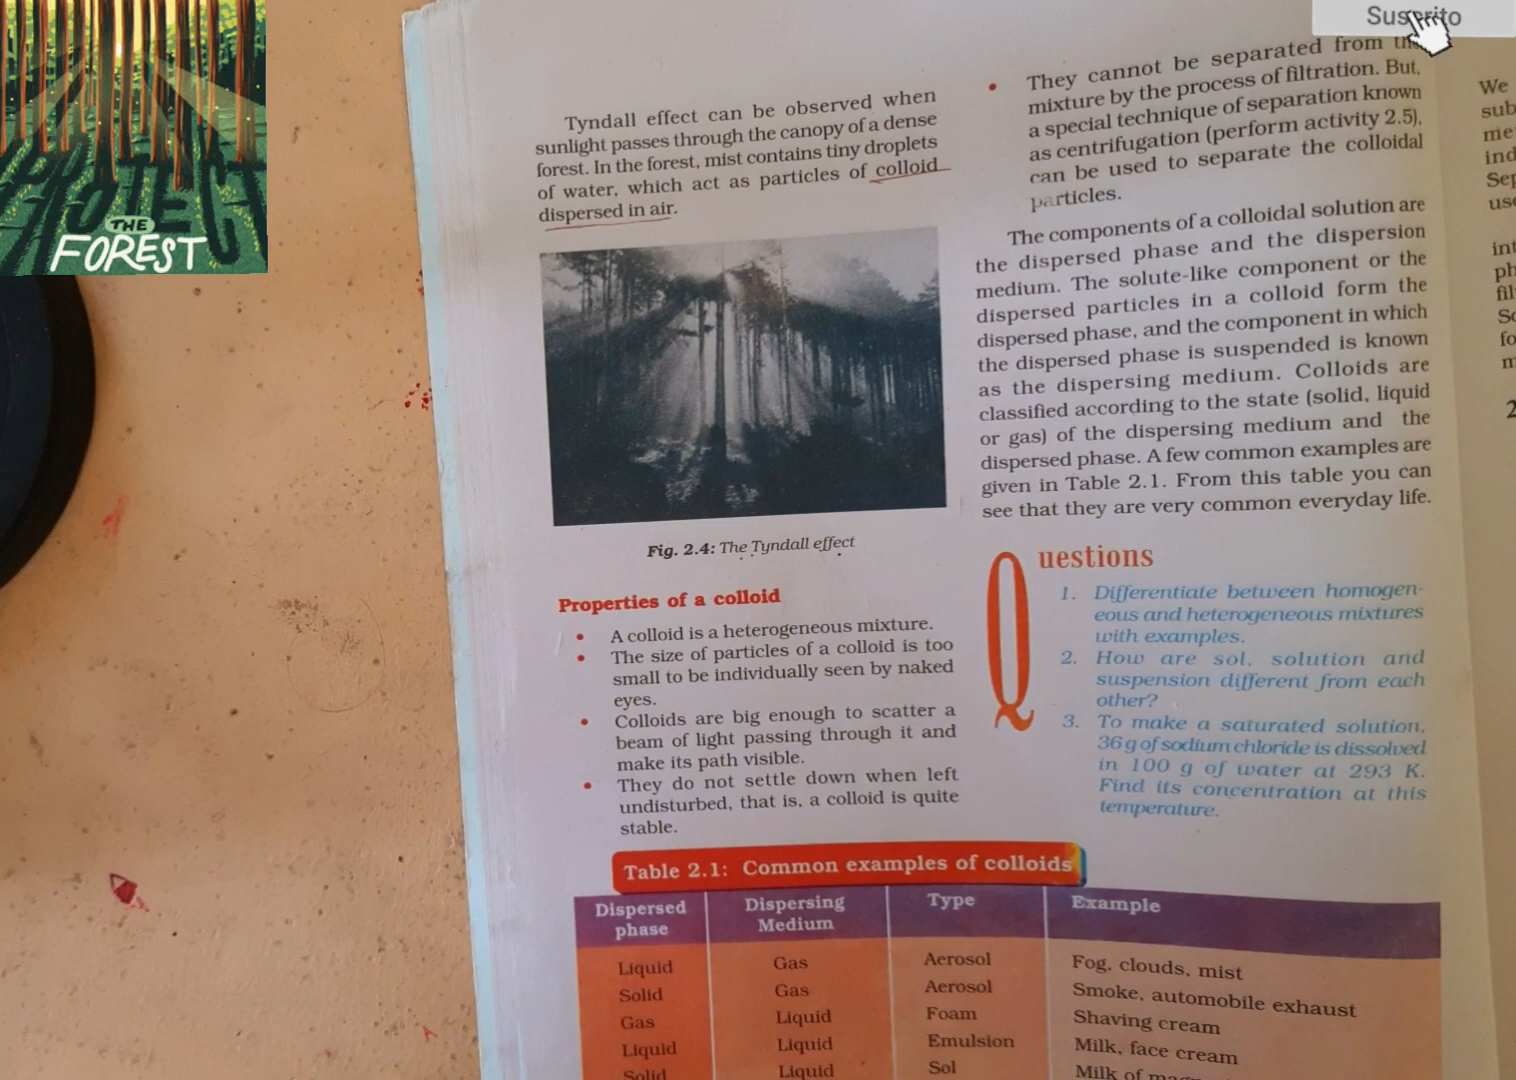 PROTECT
THE
FOREST
Suscrito
Tyndall effect can be observed when
sunlight passes through the canopy of a dense
forest. In the forest, mist contains tiny droplets
of water, which act as particles of colloid
dispersed in air.
Fig. 2.4: The Tyndall effect
Properties of a colloid
• A colloid is a heterogeneous mixture.
• The size of particles of a colloid is too
small to be individually seen by naked
eyes.
• Colloids are big enough to scatter a
beam of light passing through it and
make its path visible.
• They do not settle down when left
undisturbed, that is, a colloid is quite
stable.
• They cannot be separated from the
mixture by the process of filtration. But,
a special technique of separation known
as centrifugation (perform activity 2.5),
can be used to separate the colloidal
particles.
The components of a colloidal solution are
the dispersed phase and the dispersion
medium. The solute-like component or the
dispersed particles in a colloid form the
dispersed phase, and the component in which
the dispersed phase is suspended is known
as the dispersing medium. Colloids are
classified according to the state (solid, liquid
or gas) of the dispersing medium and the
dispersed phase. A few common examples are
given in Table 2.1. From this table you can
see that they are very common everyday life.
Questions
1. Differentiate between homogen-
eous and heterogeneous mixtures
with examples.
2. How are sol, solution and
suspension different from each
other?
3. To make a saturated solution,
36 g of sodium chloride is dissolved
in 100 g of water at 293 K.
Find its concentration at this
temperature.
Table 2.1: Common examples of colloids
Dispersed phase Dispersing Medium Type Example
Liquid Gas Aerosol Fog, clouds, mist
Solid Gas Aerosol Smoke, automobile exhaust
Gas Liquid Foam Shaving cream
Liquid Liquid Emulsion Milk, face cream
Solid Liquid Sol Milk of
We